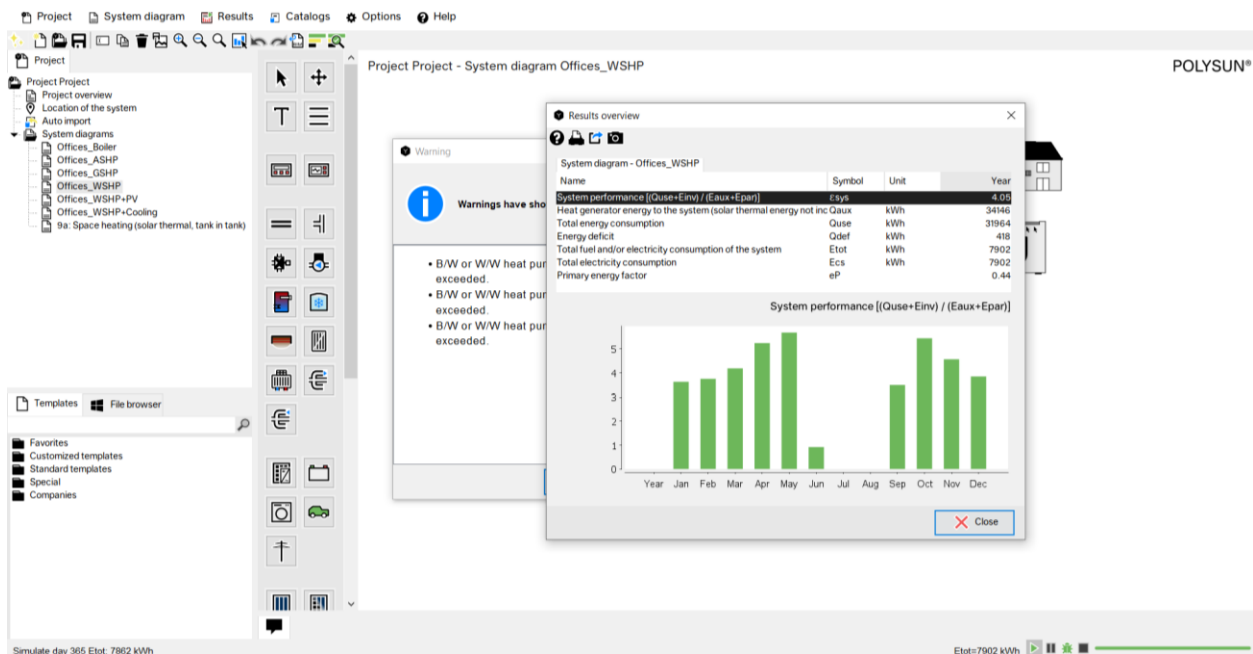 Project System diagram Results Catalogs Options Help
Project
Project Project - System diagram Offices_WSHP
POLYSUN®
Project Project
Project overview
Location of the system
Auto import
System diagrams
Offices_Boiler
Offices_ASHP
Offices_GSHP
Offices_WSHP
Offices_WSHP+PV
Offices_WSHP+Cooling
9a: Space heating (solar thermal, tank in tank)
Templates File browser
Favorites
Customized templates
Standard templates
Special
Companies
Warning
Warnings have sho
• B/W or W/W heat pur
exceeded.
• B/W or W/W heat pur
exceeded.
• B/W or W/W heat pur
exceeded.
Results overview
System diagram - Offices_WSHP
Name Symbol Unit Year
System performance [(Quse+Einv) / (Eaux+Epar)] εsys 4.05
Heat generator energy to the system (solar thermal energy not inc Qaux kWh 34146
Total energy consumption Quse kWh 31964
Energy deficit Qdef kWh 418
Total fuel and/or electricity consumption of the system Etot kWh 7902
Total electricity consumption Ecs kWh 7902
Primary energy factor eP 0.44
System performance [(Quse+Einv) / (Eaux+Epar)]
5
4
3
2
1
0
Year Jan Feb Mar Apr May Jun Jul Aug Sep Oct Nov Dec
Close
Simulate day 365 Etot: 7862 kWh
Etot=7902 kWh